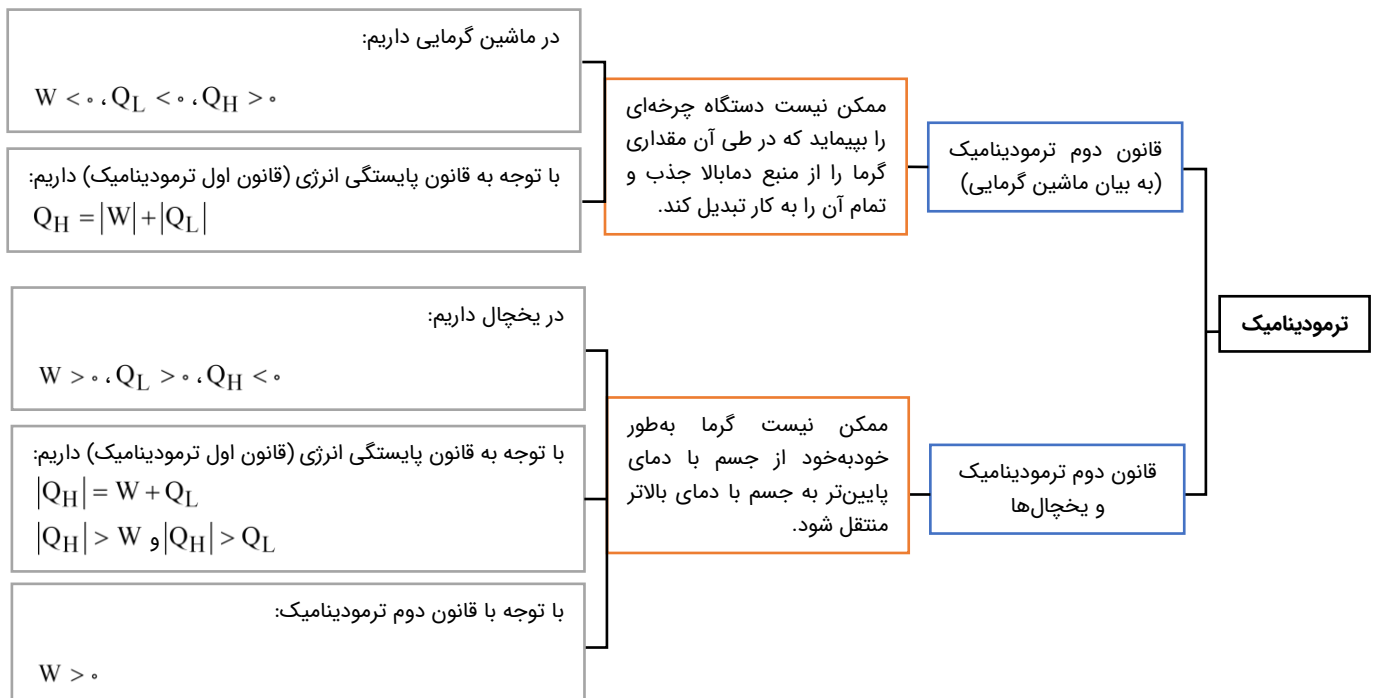 ترمودینامیک
قانون دوم ترمودینامیک
(به بیان ماشین گرمایی)
ممکن نیست دستگاه چرخه‌ای
را بپیماید که در طی آن مقداری
گرما را از منبع دمابالا جذب و
تمام آن را به کار تبدیل کند.
در ماشین گرمایی داریم:
W < ۰ ، Q_L < ۰ ، Q_H > ۰
با توجه به قانون پایستگی انرژی (قانون اول ترمودینامیک) داریم:
Q_H = |W| + |Q_L|
قانون دوم ترمودینامیک
و یخچال‌ها
ممکن نیست گرما به‌طور
خودبه‌خود از جسم با دمای
پایین‌تر به جسم با دمای بالاتر
منتقل شود.
در یخچال داریم:
W > ۰ ، Q_L > ۰ ، Q_H < ۰
با توجه به قانون پایستگی انرژی (قانون اول ترمودینامیک) داریم:
|Q_H| = W + Q_L
|Q_H| > W و |Q_H| > Q_L
با توجه با قانون دوم ترمودینامیک:
W > ۰